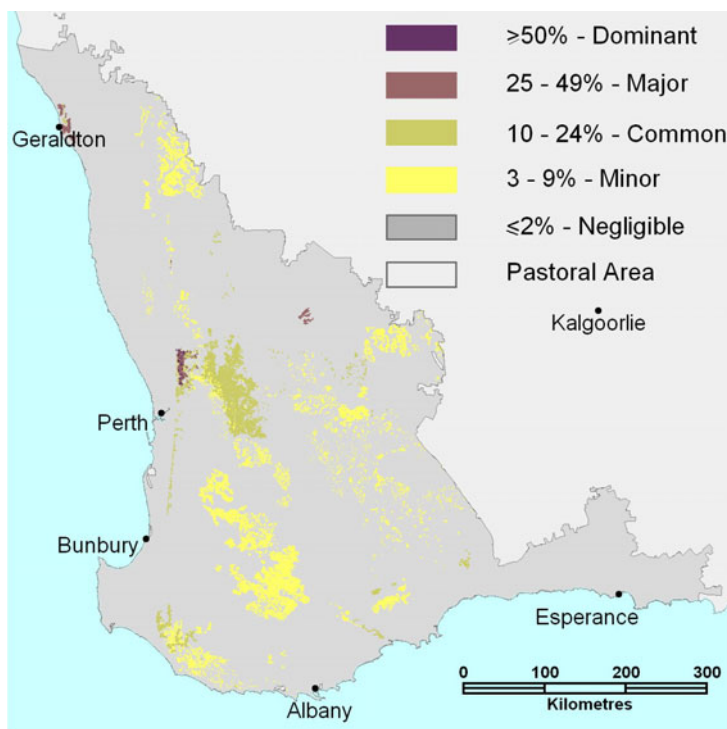 ≥50% - Dominant
25 - 49% - Major
10 - 24% - Common
3 - 9% - Minor
≤2% - Negligible
Pastoral Area
Geraldton
Kalgoorlie
Perth
Bunbury
Esperance
Albany
0 100 200 300
Kilometres